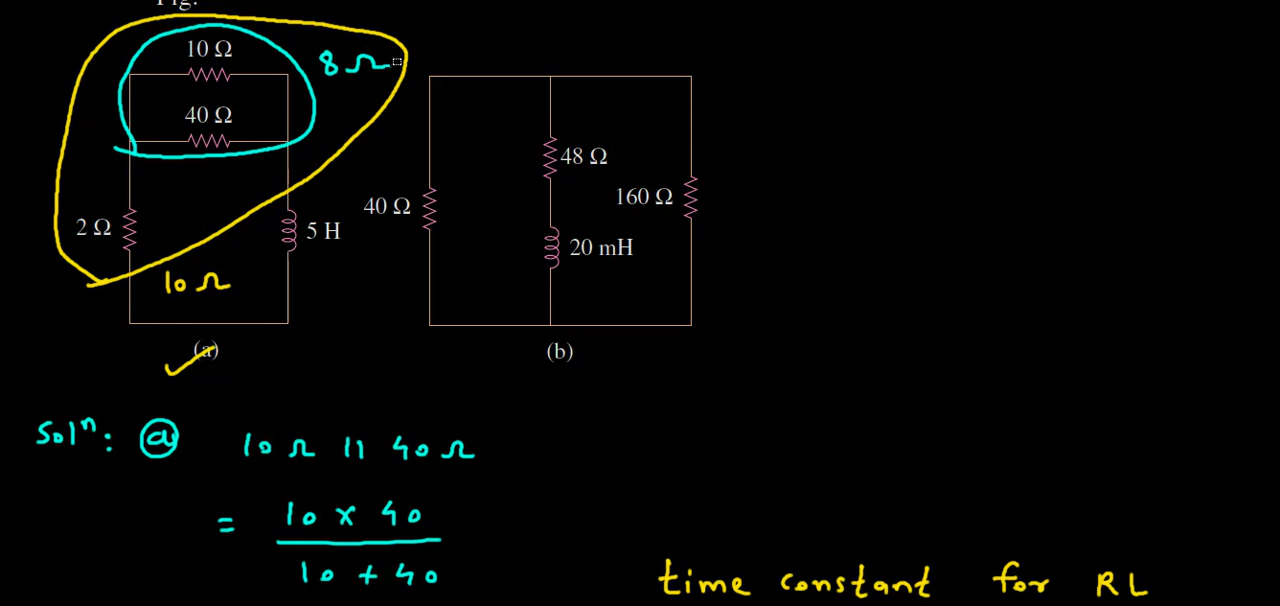 Fig.
10 Ω
8 Ω
40 Ω
48 Ω
160 Ω
40 Ω
2 Ω
5 H
20 mH
10 Ω
(a)
(b)
Solⁿ: (a) 10 Ω || 40 Ω
= 10 x 40
10 + 40
time constant for RL